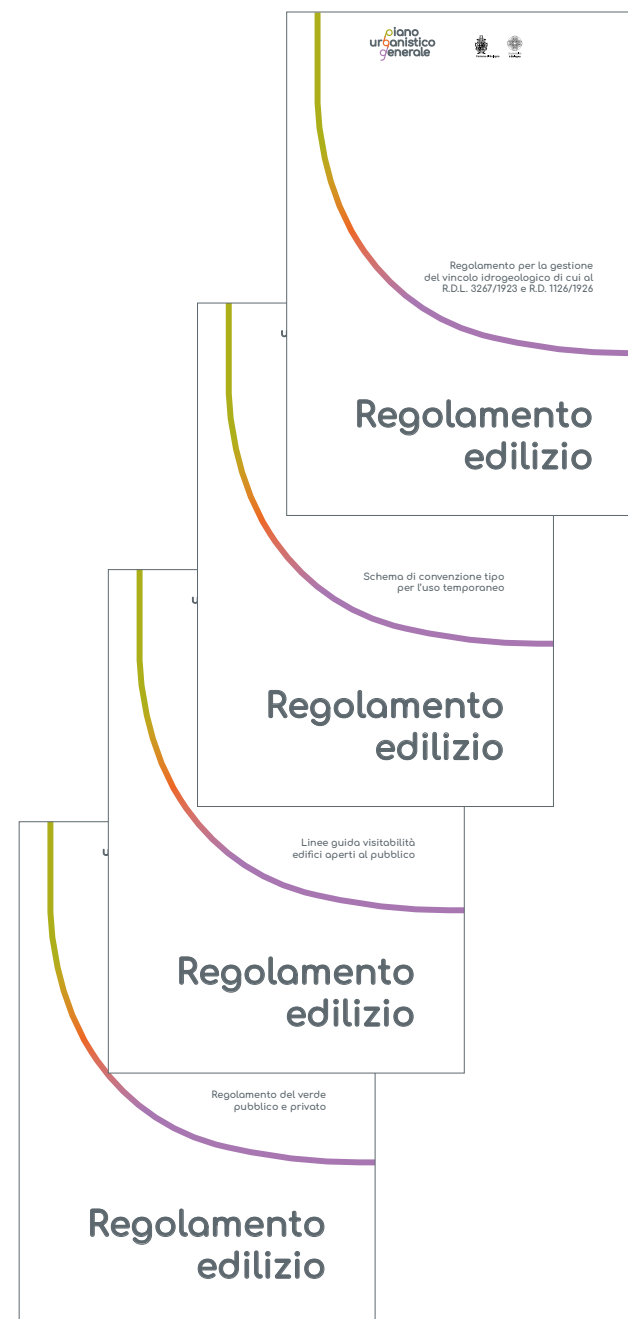 piano
urbanistico
generale
Regolamento per la gestione
del vincolo idrogeologico di cui al
R.D.L. 3267/1923 e R.D. 1126/1926
Regolamento
edilizio
u
Schema di convenzione tipo
per l'uso temporaneo
Regolamento
edilizio
u
Linee guida visitabilità
edifici aperti al pubblico
Regolamento
edilizio
u
Regolamento del verde
pubblico e privato
Regolamento
edilizio